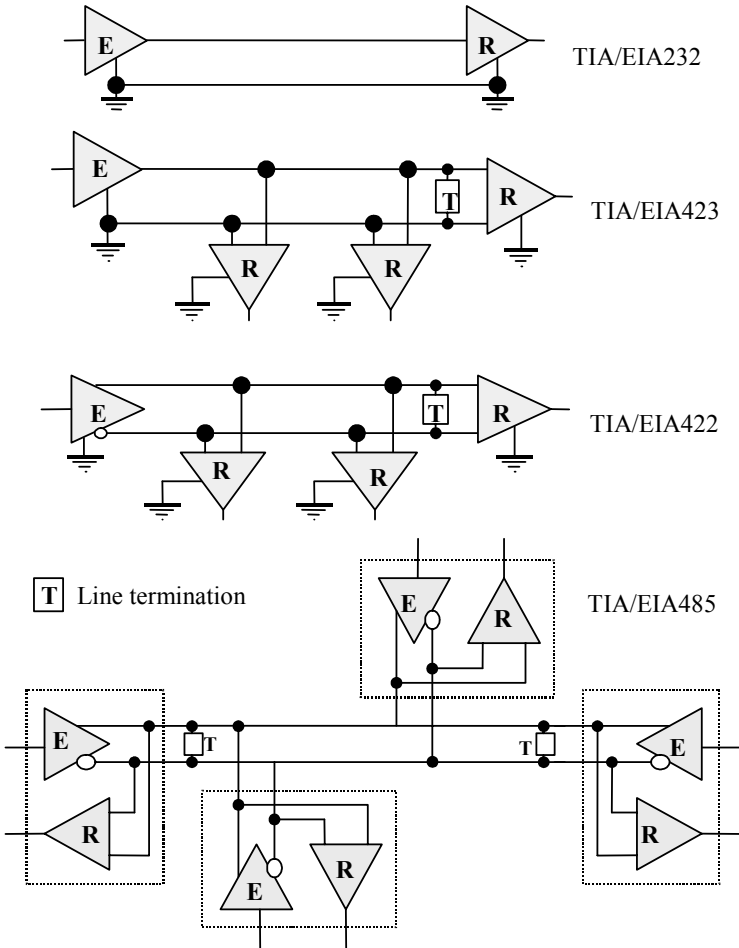 E R TIA/EIA232
E T R TIA/EIA423
R R
E T R TIA/EIA422
R R
T Line termination
E R TIA/EIA485
E T T E
R R
E R